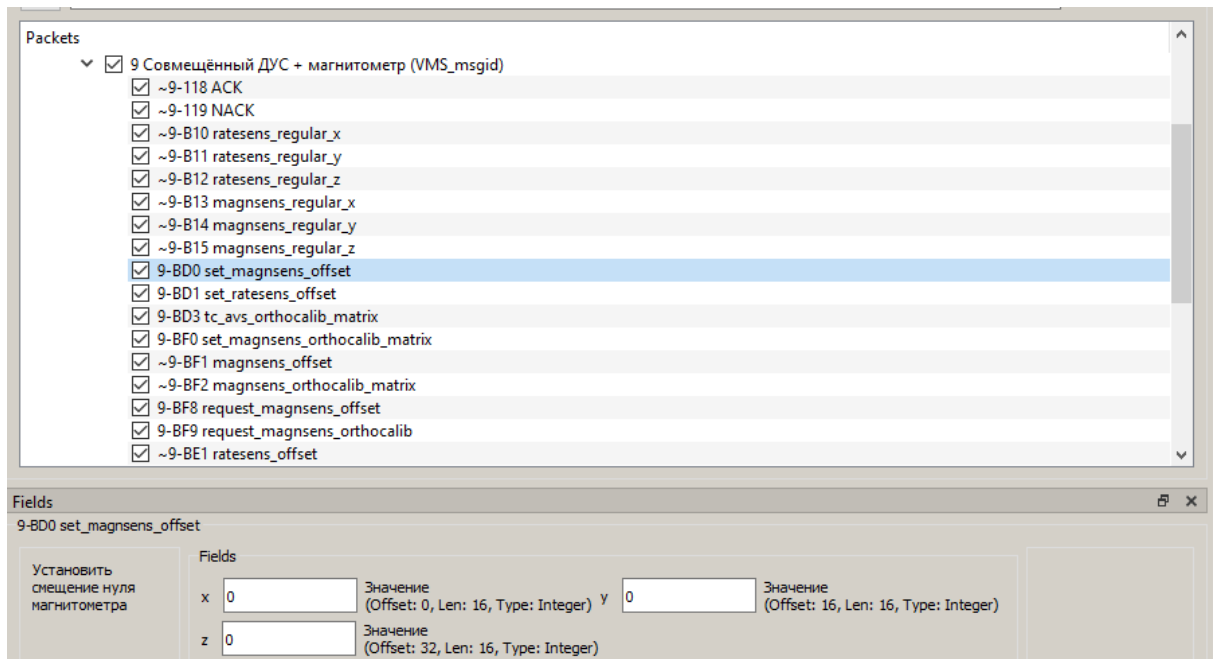 Packets
9 Совмещённый ДУС + магнитометр (VMS_msgid)
~9-118 ACK
~9-119 NACK
~9-B10 ratesens_regular_x
~9-B11 ratesens_regular_y
~9-B12 ratesens_regular_z
~9-B13 magnsens_regular_x
~9-B14 magnsens_regular_y
~9-B15 magnsens_regular_z
9-BD0 set_magnsens_offset
9-BD1 set_ratesens_offset
9-BD3 tc_avs_orthocalib_matrix
9-BF0 set_magnsens_orthocalib_matrix
~9-BF1 magnsens_offset
~9-BF2 magnsens_orthocalib_matrix
9-BF8 request_magnsens_offset
9-BF9 request_magnsens_orthocalib
~9-BE1 ratesens_offset
Fields
9-BD0 set_magnsens_offset
Установить
смещение нуля
магнитометра
Fields
x 0 Значение
(Offset: 0, Len: 16, Type: Integer)
y 0 Значение
(Offset: 16, Len: 16, Type: Integer)
z 0 Значение
(Offset: 32, Len: 16, Type: Integer)